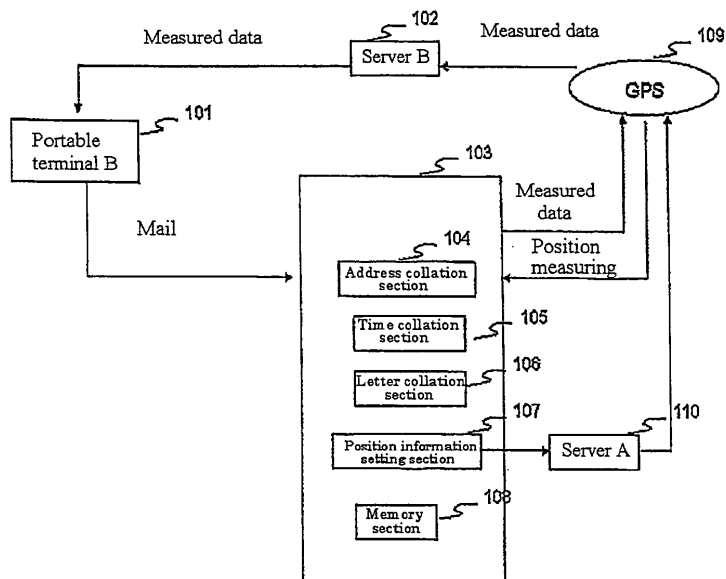 102
Measured data
Server B
Measured data
109
GPS
101
Portable
terminal B
103
Measured
data
Mail
104
Position
measuring
Address collation
section
Time collation
section
105
106
Letter collation
section
107
110
Position information
setting section
Server A
108
Memory
section